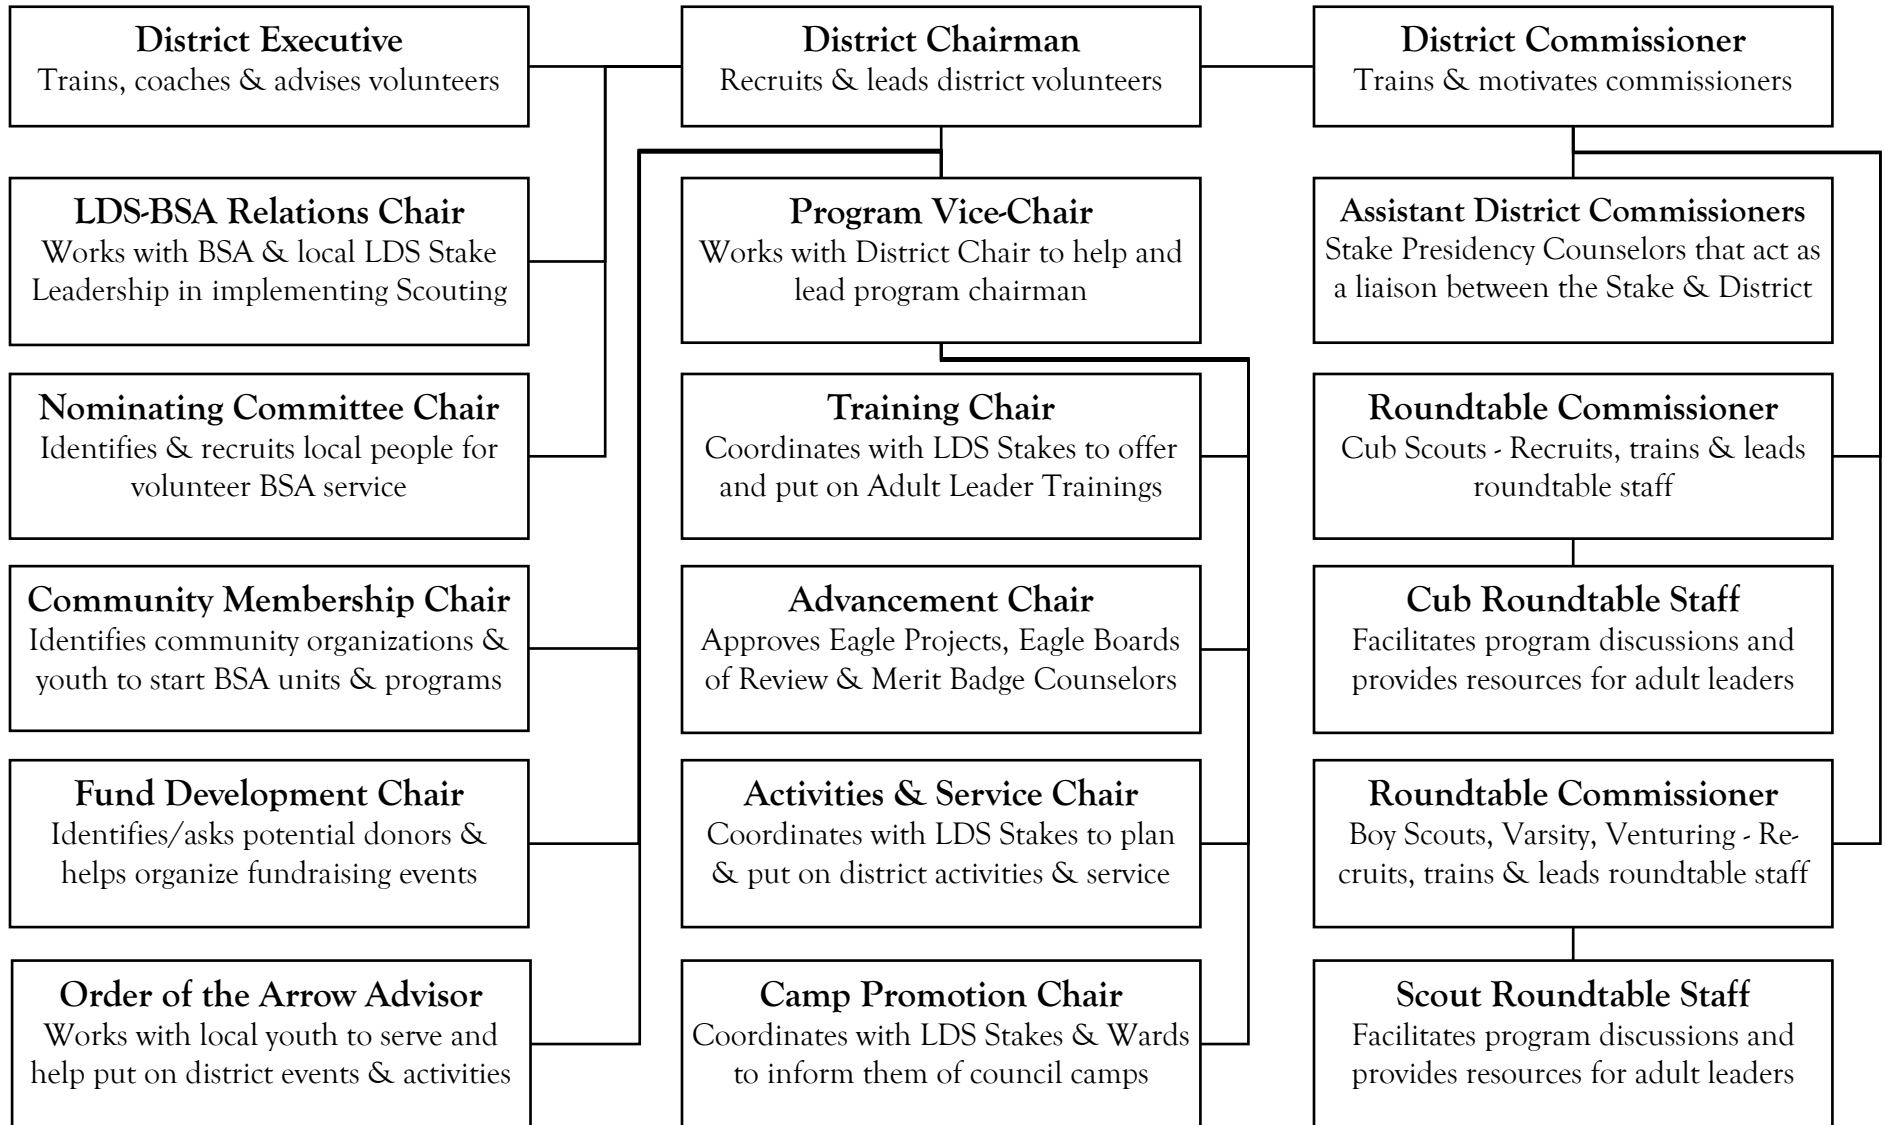 District Executive
Trains, coaches & advises volunteers
District Chairman
Recruits & leads district volunteers
District Commissioner
Trains & motivates commissioners
LDS-BSA Relations Chair
Works with BSA & local LDS Stake
Leadership in implementing Scouting
Program Vice-Chair
Works with District Chair to help and
lead program chairman
Assistant District Commissioners
Stake Presidency Counselors that act as
a liaison between the Stake & District
Nominating Committee Chair
Identifies & recruits local people for
volunteer BSA service
Training Chair
Coordinates with LDS Stakes to offer
and put on Adult Leader Trainings
Roundtable Commissioner
Cub Scouts - Recruits, trains & leads
roundtable staff
Community Membership Chair
Identifies community organizations &
youth to start BSA units & programs
Advancement Chair
Approves Eagle Projects, Eagle Boards
of Review & Merit Badge Counselors
Cub Roundtable Staff
Facilitates program discussions and
provides resources for adult leaders
Fund Development Chair
Identifies/asks potential donors &
helps organize fundraising events
Activities & Service Chair
Coordinates with LDS Stakes to plan
& put on district activities & service
Roundtable Commissioner
Boy Scouts, Varsity, Venturing - Re-
cruits, trains & leads roundtable staff
Order of the Arrow Advisor
Works with local youth to serve and
help put on district events & activities
Camp Promotion Chair
Coordinates with LDS Stakes & Wards
to inform them of council camps
Scout Roundtable Staff
Facilitates program discussions and
provides resources for adult leaders